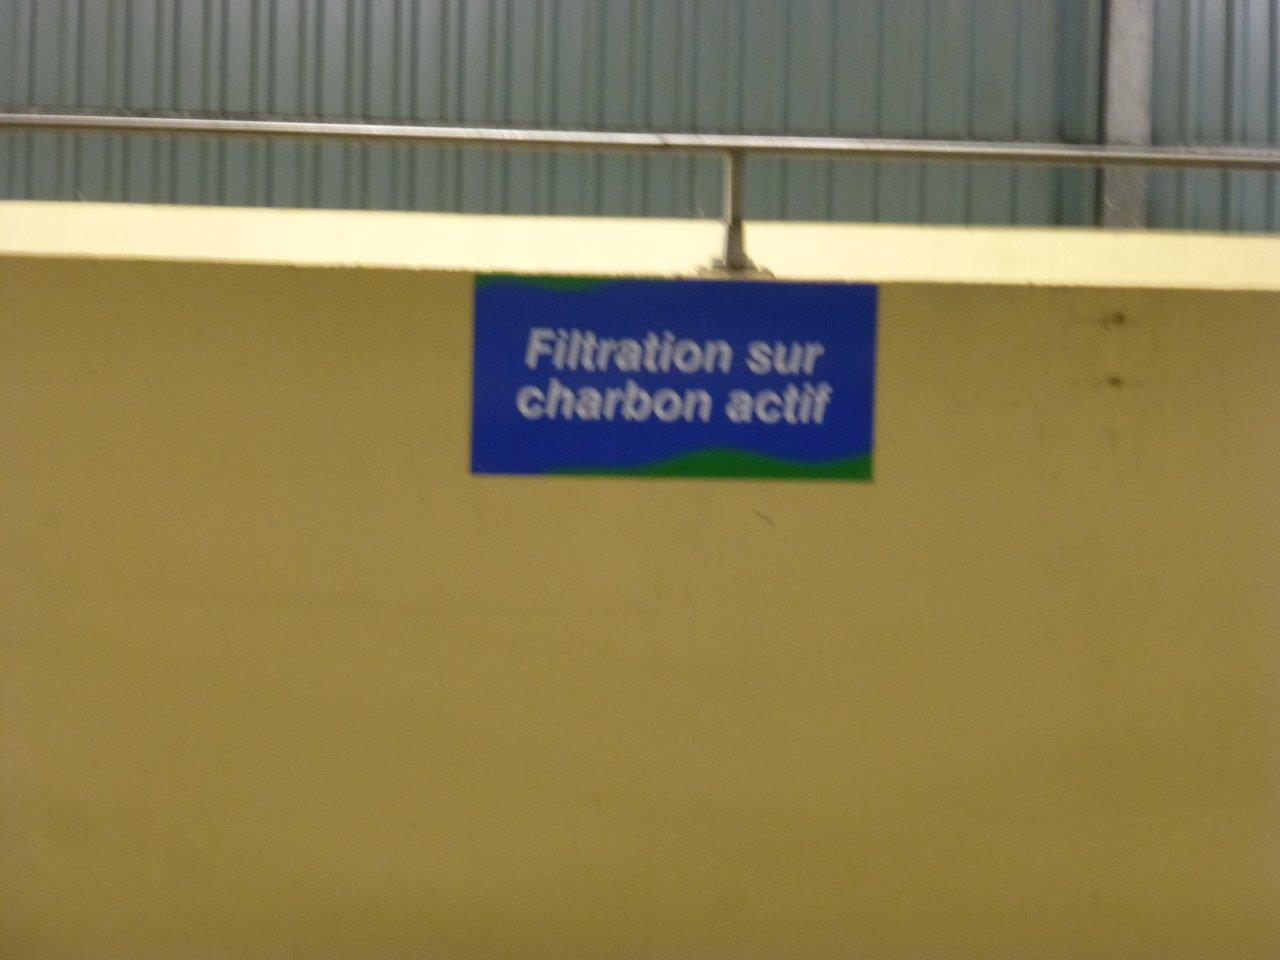 Filtration sur
charbon actif